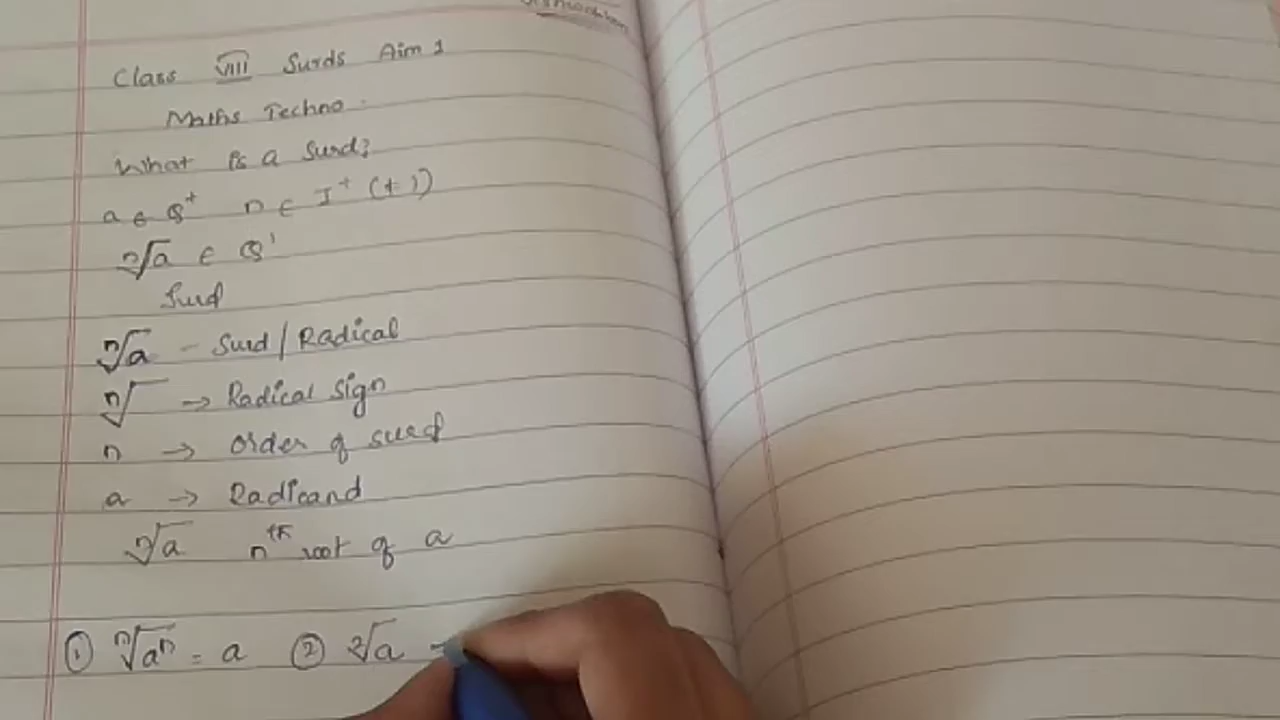 Class VIII Surds Aim 1
Maths Techno.
What is a Surd?
a ∈ Q⁺ n ∈ I⁺ (+1)
ⁿ√a ∈ Q'
Surd
ⁿ√a - Surd/Radical
ⁿ√ → Radical sign
n → order of surd
a → Radicand
ⁿ√a nᵗʰ root of a
① ⁿ√aⁿ = a ② ²√a -